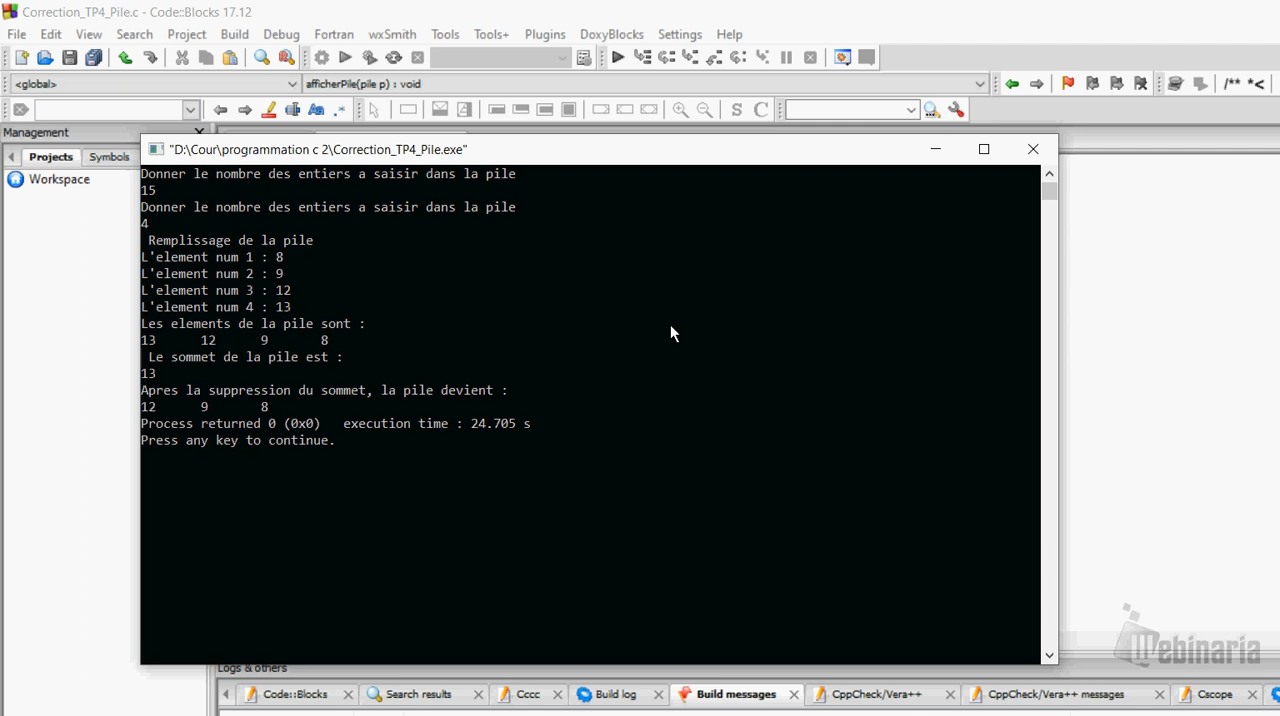 Correction_TP4_Pile.c - Code::Blocks 17.12
File Edit View Search Project Build Debug Fortran wxSmith Tools Tools+ Plugins DoxyBlocks Settings Help
<global> afficherPile(pile p) : void
/** *<
S C
Management
Projects Symbols
Workspace
"D:\Cour\programmation c 2\Correction_TP4_Pile.exe"
Donner le nombre des entiers a saisir dans la pile
15
Donner le nombre des entiers a saisir dans la pile
4
Remplissage de la pile
L'element num 1 : 8
L'element num 2 : 9
L'element num 3 : 12
L'element num 4 : 13
Les elements de la pile sont :
13 12 9 8
Le sommet de la pile est :
13
Apres la suppression du sommet, la pile devient :
12 9 8
Process returned 0 (0x0) execution time : 24.705 s
Press any key to continue.
Webinaria
Logs & others
Code::Blocks Search results Cccc Build log Build messages CppCheck/Vera++ CppCheck/Vera++ messages Cscope